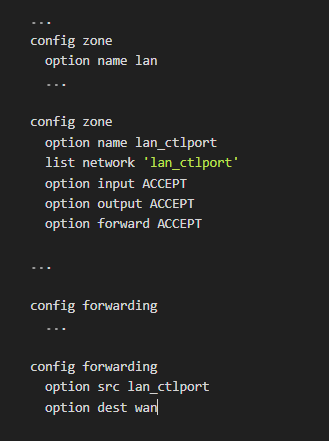 ...
config zone
option name lan
...
config zone
option name lan_ctlport
list network 'lan_ctlport'
option input ACCEPT
option output ACCEPT
option forward ACCEPT
...
config forwarding
...
config forwarding
option src lan_ctlport
option dest wan